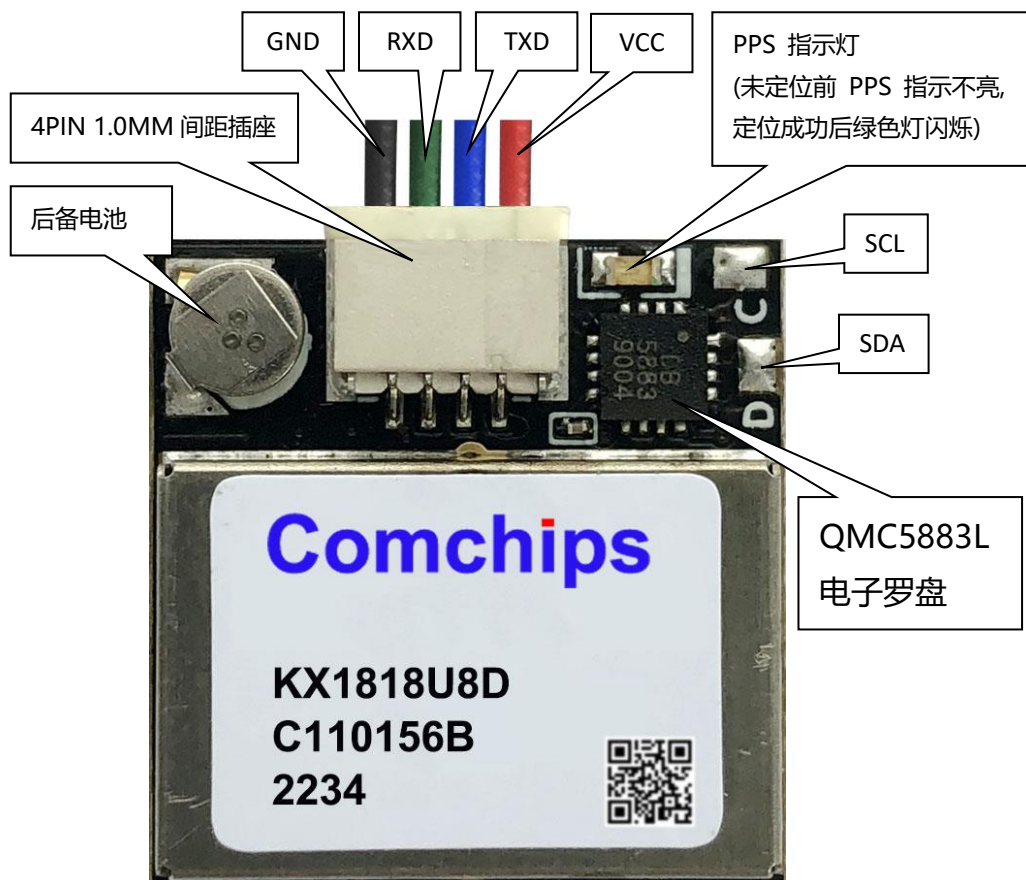 GND
RXD
TXD
VCC
PPS 指示灯
(未定位前 PPS 指示不亮,
定位成功后绿色灯闪烁)
4PIN 1.0MM 间距插座
后备电池
SCL
SDA
C
D
DB
5883
9004
QMC5883L
电子罗盘
Comchips
KX1818U8D
C110156B
2234